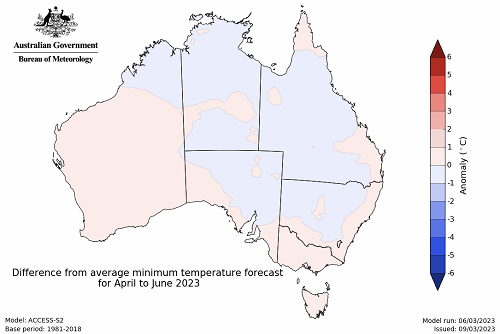 Australian Government
Bureau of Meteorology
6
5
4
3
2
1
0
-1
-2
-3
-4
-5
-6
Anomaly (°C)
Difference from average minimum temperature forecast
for April to June 2023
Model: ACCESS-S2
Base period: 1981-2018
Model run: 06/03/2023
Issued: 09/03/2023